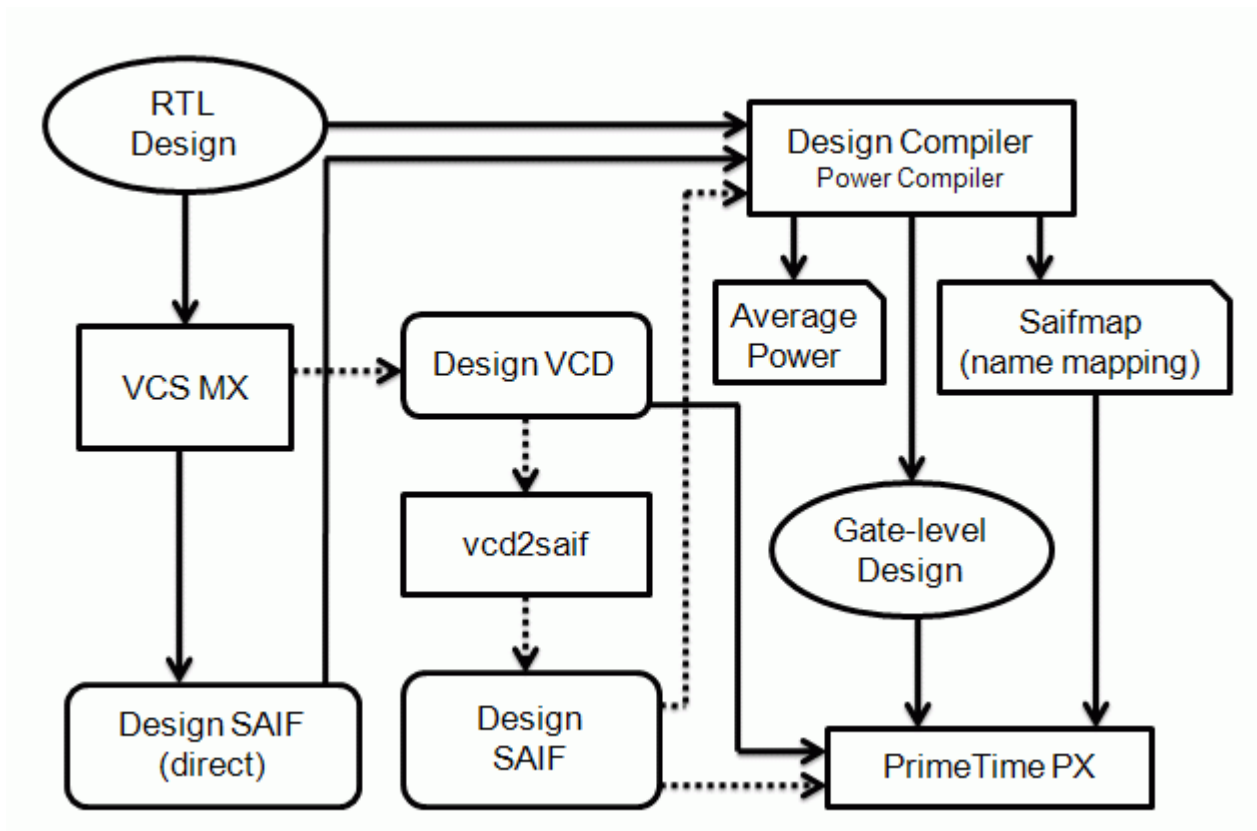 RTL
Design
Design Compiler
Power Compiler
Average
Power
Saifmap
(name mapping)
VCS MX
Design VCD
vcd2saif
Gate-level
Design
Design SAIF
(direct)
Design
SAIF
PrimeTime PX